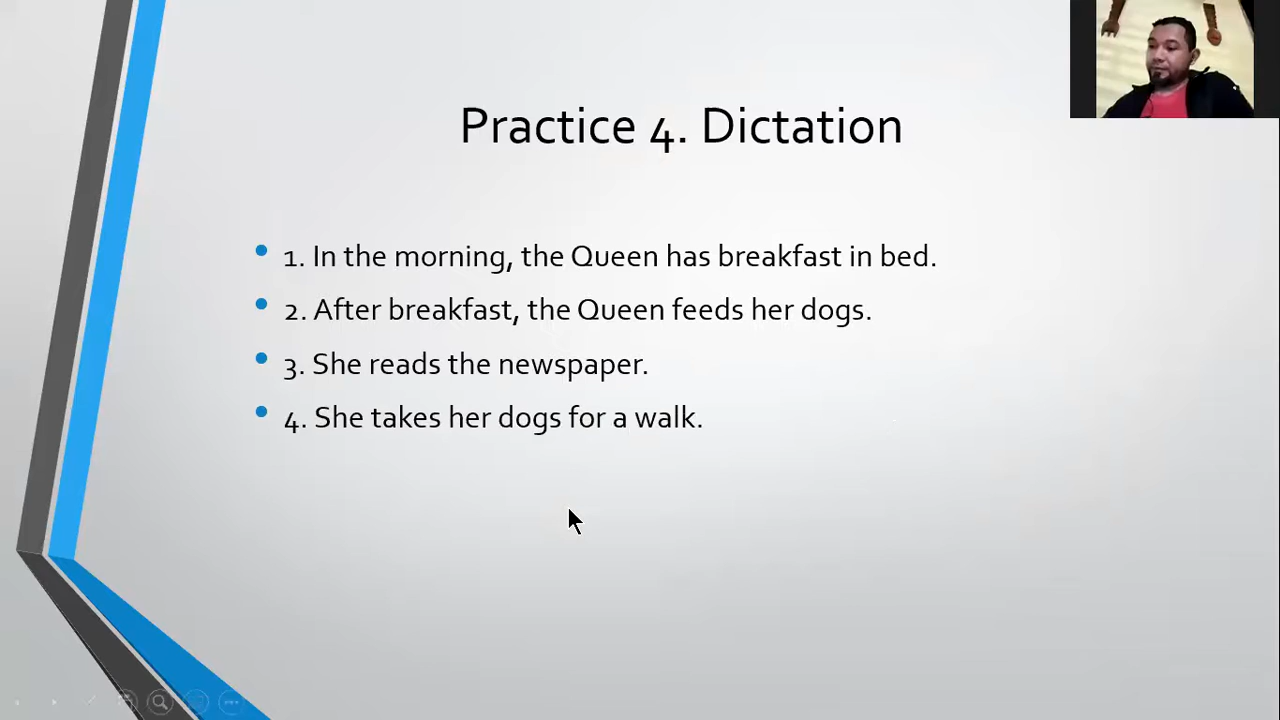 Practice 4. Dictation
1. In the morning, the Queen has breakfast in bed.
2. After breakfast, the Queen feeds her dogs.
3. She reads the newspaper.
4. She takes her dogs for a walk.